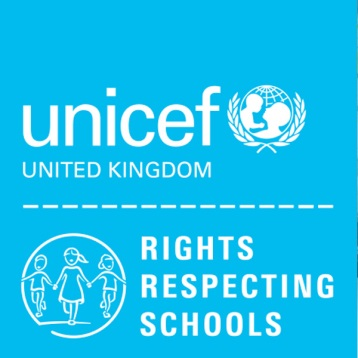 unicef
UNITED KINGDOM
RIGHTS
RESPECTING
SCHOOLS